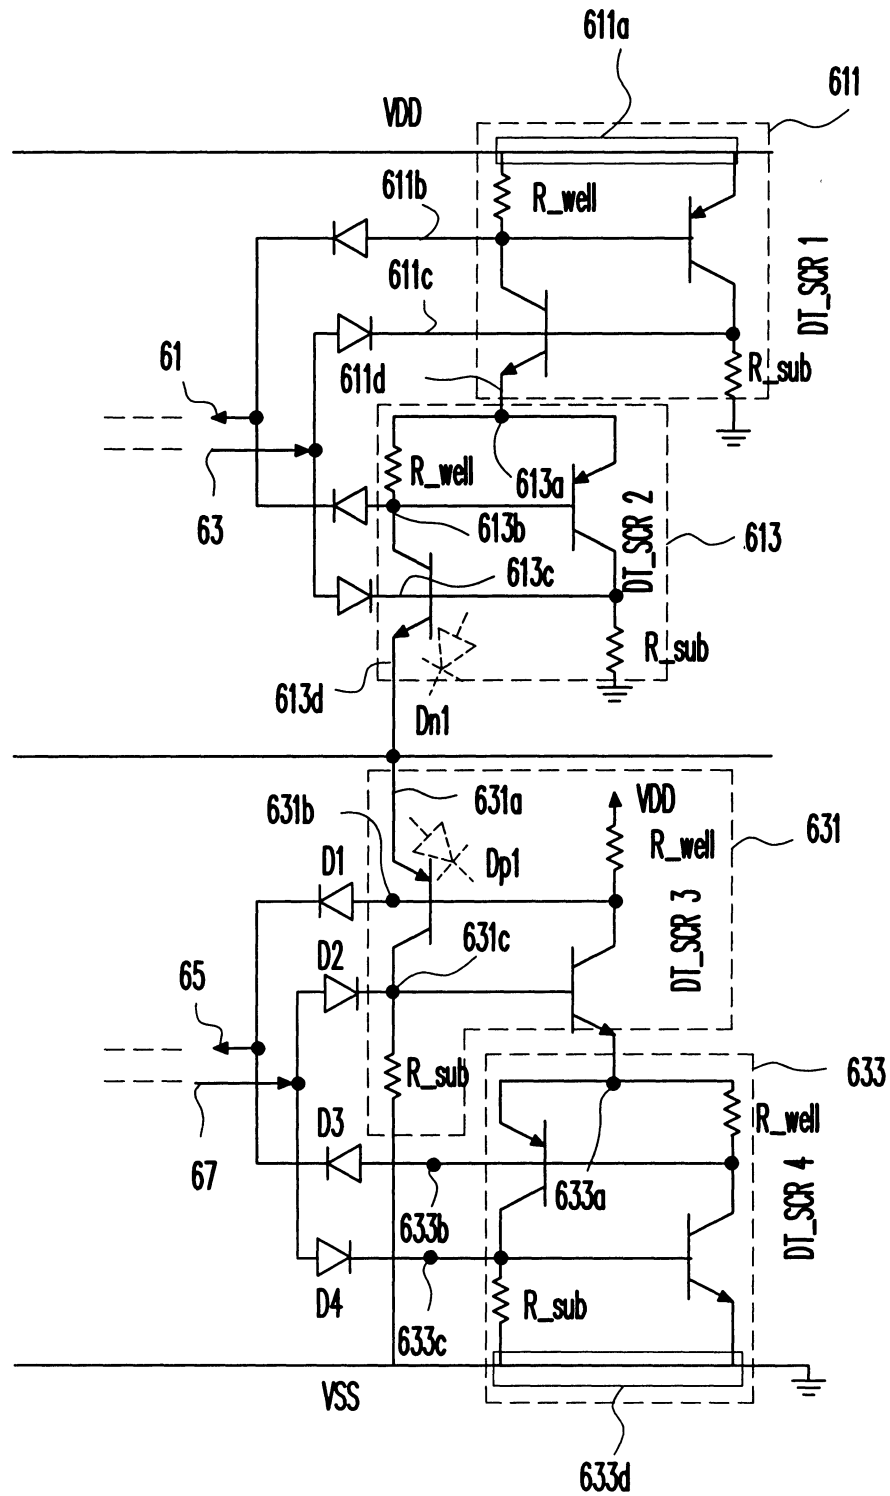 611a
611
VDD
611b
R_well
DT_SCR 1
611c
61
611d
R_sub
R_well
613a
63
613b
DT_SCR 2
613
613c
R_sub
613d
Dn1
631a
VDD
631b
631
R_well
D1
Dp1
DT_SCR 3
D2
631c
65
R_sub
633
R_well
D3
67
633a
633b
DT_SCR 4
D4
R_sub
633c
VSS
633d